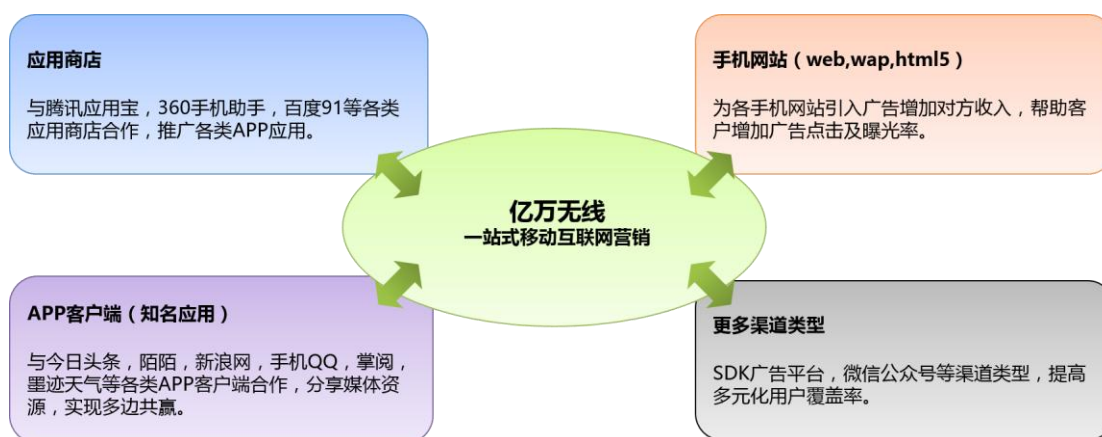 应用商店
与腾讯应用宝，360手机助手，百度91等各类
应用商店合作，推广各类APP应用。
手机网站（web,wap,html5）
为各手机网站引入广告增加对方收入，帮助客
户增加广告点击及曝光率。
亿万无线
一站式移动互联网营销
APP客户端（知名应用）
与今日头条，陌陌，新浪网，手机QQ，掌阅，
墨迹天气等各类APP客户端合作，分享媒体资
源，实现多边共赢。
更多渠道类型
SDK广告平台，微信公众号等渠道类型，提高
多元化用户覆盖率。